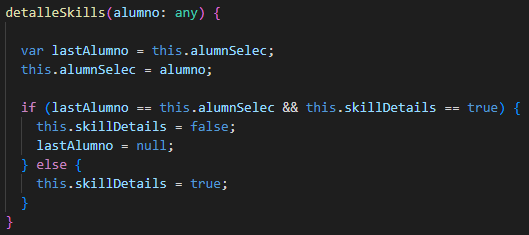 detalleSkills(alumno: any) {
var lastAlumno = this.alumnSelec;
this.alumnSelec = alumno;
if (lastAlumno == this.alumnSelec && this.skillDetails == true) {
this.skillDetails = false;
lastAlumno = null;
} else {
this.skillDetails = true;
}
}